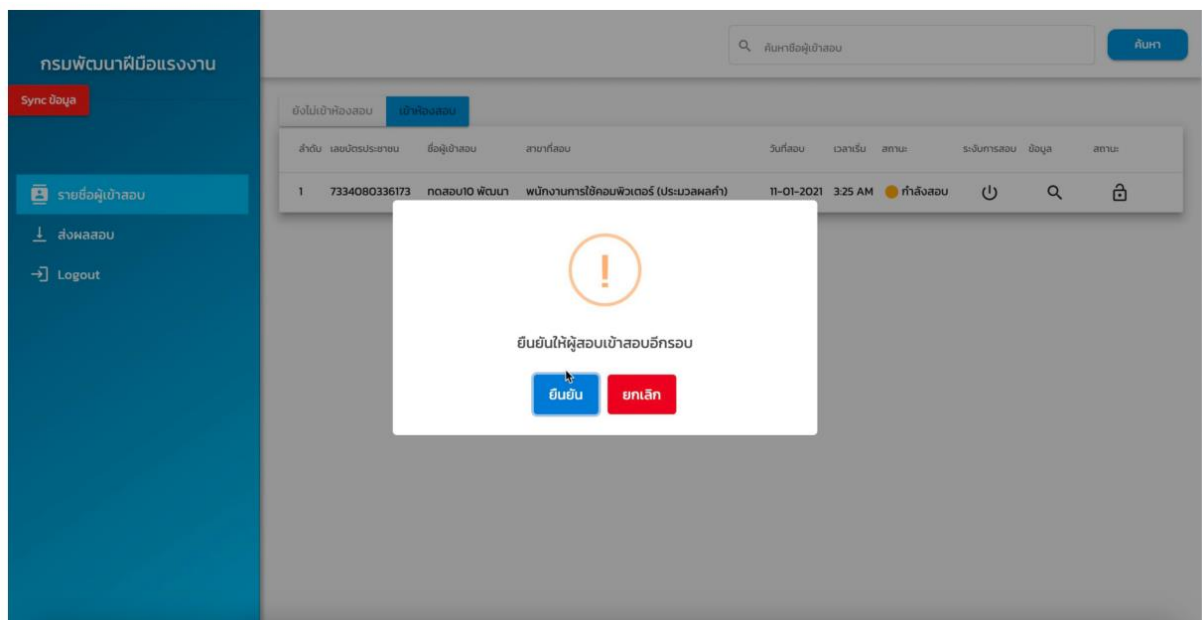 กรมพัฒนาฝีมือแรงงาน
Sync ข้อมูล
รายชื่อผู้เข้าสอบ
ส่งผลสอบ
Logout
ค้นหาชื่อผู้เข้าสอบ
ค้นหา
ยังไม่เข้าห้องสอบ เข้าห้องสอบ
ลำดับ เลขบัตรประชาชน ชื่อผู้เข้าสอบ สาขาที่สอบ วันที่สอบ เวลาเริ่ม สถานะ ระงับการสอบ ข้อมูล สถานะ
1 7334080336173 ทดสอบ10 พัฒนา พนักงานการใช้คอมพิวเตอร์ (ประมวลผลคำ) 11-01-2021 3:25 AM กำลังสอบ
ยืนยันให้ผู้สอบเข้าสอบอีกรอบ
ยืนยัน ยกเลิก